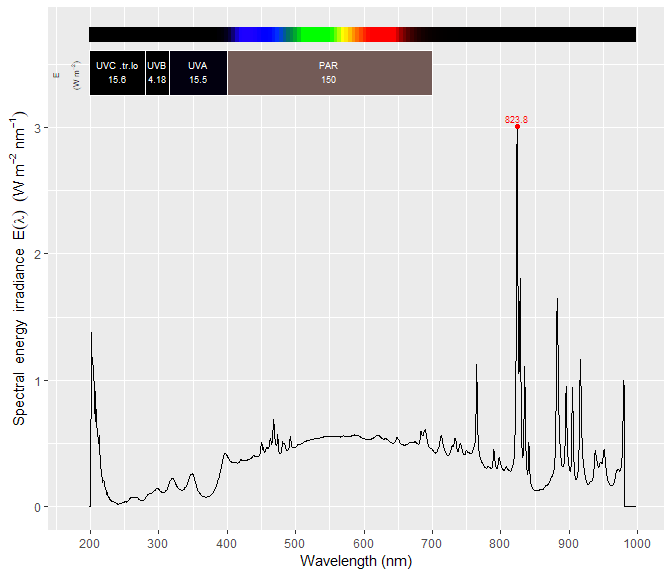 E
(W m⁻²)
UVC .tr.lo UVB UVA PAR
15.6 4.18 15.5 150
823.8
Spectral energy irradiance E(λ) (W m⁻² nm⁻¹)
3
2
1
0
200 300 400 500 600 700 800 900 1000
Wavelength (nm)